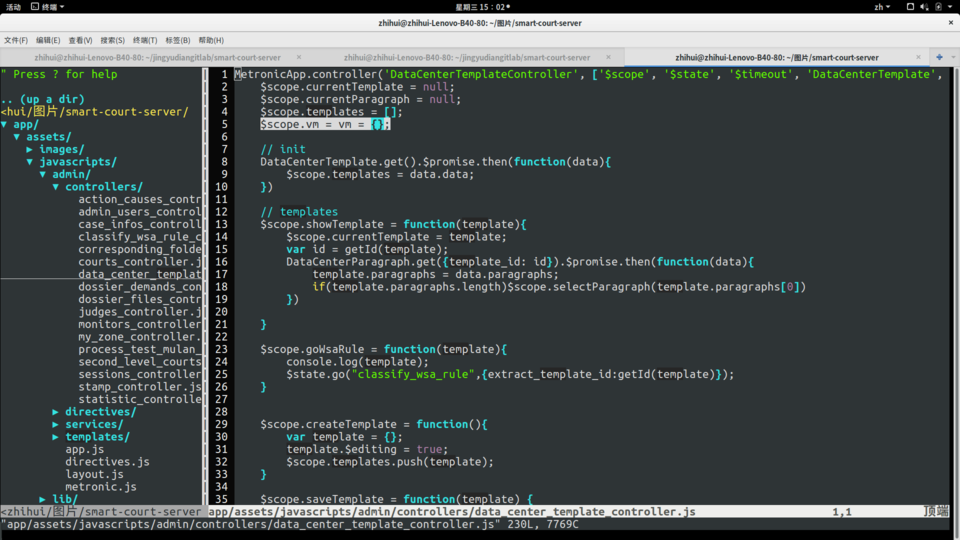 活动 终端 星期三 15：02 zh
zhihui@zhihui-Lenovo-B40-80: ~/图片/smart-court-server ×
文件(F) 编辑(E) 查看(V) 搜索(S) 终端(T) 标签(B) 帮助(H)
zhihui@zhihui-Lenovo-B40-80: ~/jingyudiangitlab/smart-court-server × zhihui@zhihui-Lenovo-B40-80: ~/jingyudiangitlab/smart-court-server × zhihui@zhihui-Lenovo-B40-80: ~/图片/smart-court-server ×
" Press ? for help
.. (up a dir)
<hui/图片/smart-court-server/
▼ app/
▼ assets/
▶ images/
▼ javascripts/
▼ admin/
▼ controllers/
action_causes_contr
admin_users_control
case_infos_controll
classify_wsa_rule_c
corresponding_folde
courts_controller.j
data_center_templat
dossier_demands_con
dossier_files_contr
judges_controller.j
monitors_controller
my_zone_controller.
process_test_mulan_
second_level_courts
sessions_controller
stamp_controller.js
statistic_controlle
▶ directives/
▶ services/
▶ templates/
app.js
directives.js
layout.js
metronic.js
▶ lib/
<zhihui/图片/smart-court-server
1 MetronicApp.controller('DataCenterTemplateController', ['$scope', '$state', '$timeout', 'DataCenterTemplate',
2 $scope.currentTemplate = null;
3 $scope.currentParagraph = null;
4 $scope.templates = [];
5 $scope.vm = vm = {};
6
7 // init
8 DataCenterTemplate.get().$promise.then(function(data){
9 $scope.templates = data.data;
10 })
11
12 // templates
13 $scope.showTemplate = function(template){
14 $scope.currentTemplate = template;
15 var id = getId(template);
16 DataCenterParagraph.get({template_id: id}).$promise.then(function(data){
17 template.paragraphs = data.paragraphs;
18 if(template.paragraphs.length)$scope.selectParagraph(template.paragraphs[0])
19 })
20
21 }
22
23 $scope.goWsaRule = function(template){
24 console.log(template);
25 $state.go("classify_wsa_rule",{extract_template_id:getId(template)});
26 }
27
28
29 $scope.createTemplate = function(){
30 var template = {};
31 template.$editing = true;
32 $scope.templates.push(template);
33 }
34
35 $scope.saveTemplate = function(template) {
app/assets/javascripts/admin/controllers/data_center_template_controller.js 1,1 顶端
"app/assets/javascripts/admin/controllers/data_center_template_controller.js" 230L, 7769C